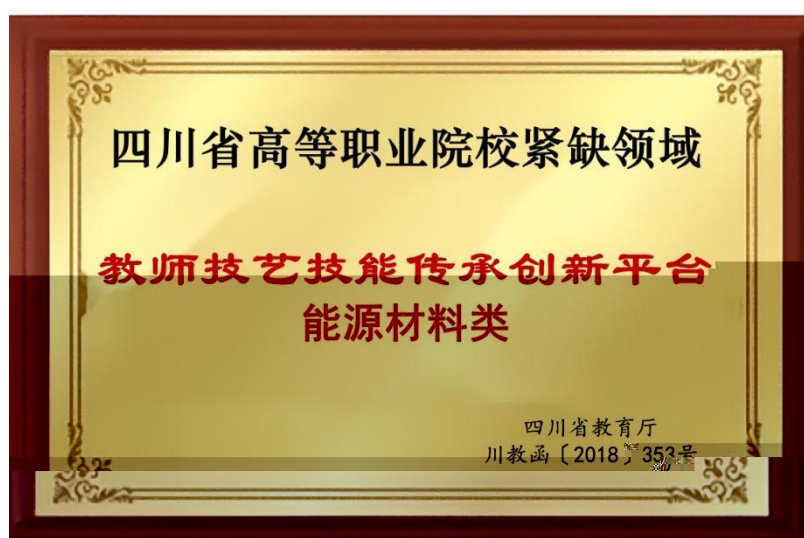 四川省高等职业院校紧缺领域
教师技艺技能传承创新平台
能源材料类
四川省教育厅
川教函〔2018〕353号